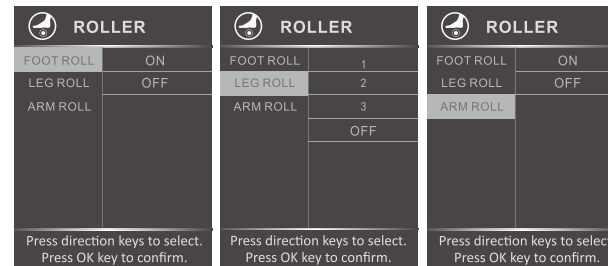 ROLLER
FOOT ROLL ON
LEG ROLL OFF
ARM ROLL
Press direction keys to select.
Press OK key to confirm.
ROLLER
FOOT ROLL 1
LEG ROLL 2
ARM ROLL 3
OFF
Press direction keys to select.
Press OK key to confirm.
ROLLER
FOOT ROLL ON
LEG ROLL OFF
ARM ROLL
Press direction keys to select
Press OK key to confirm.